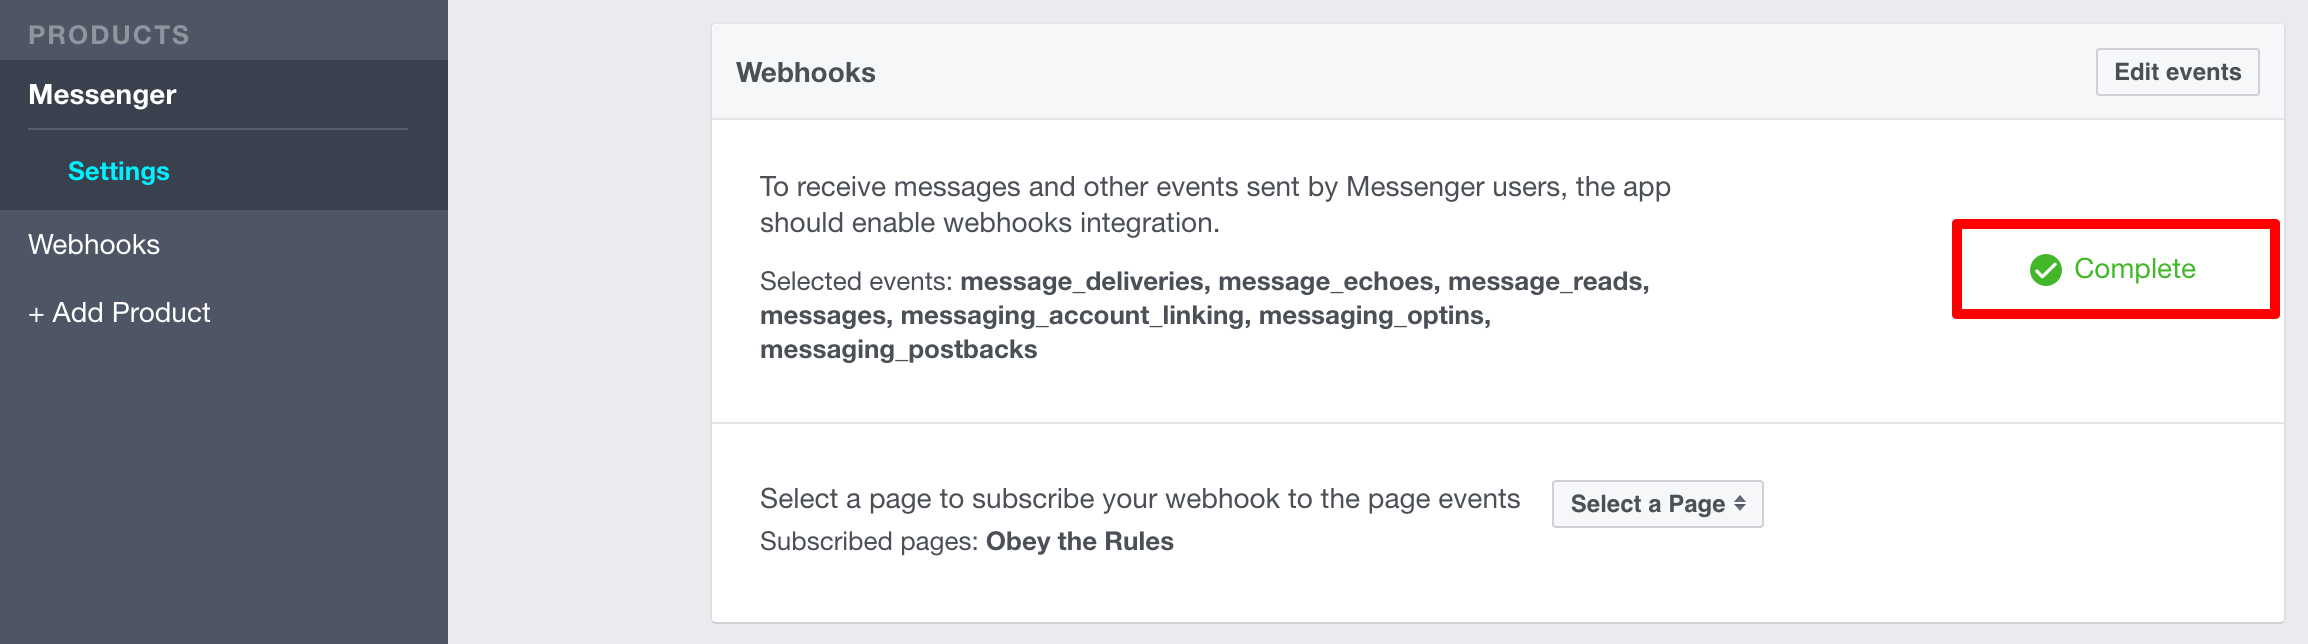 PRODUCTS
Messenger
Settings
Webhooks
+ Add Product
Webhooks
Edit events
To receive messages and other events sent by Messenger users, the app
should enable webhooks integration.
Selected events: message_deliveries, message_echoes, message_reads,
messages, messaging_account_linking, messaging_optins,
messaging_postbacks
Complete
Select a page to subscribe your webhook to the page events
Select a Page
Subscribed pages: Obey the Rules